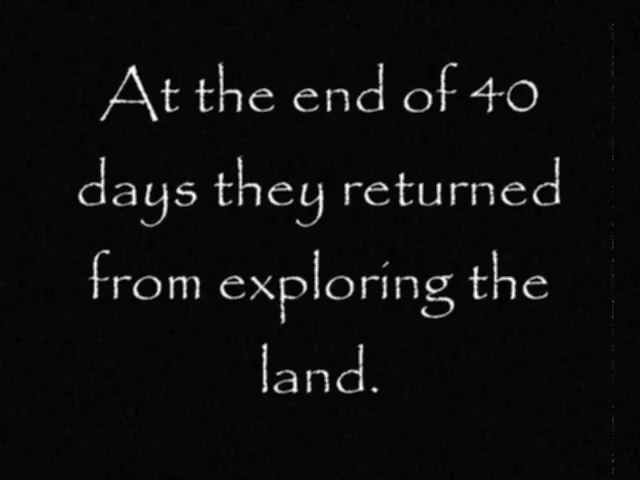 At the end of 40
days they returned
from exploring the
land.